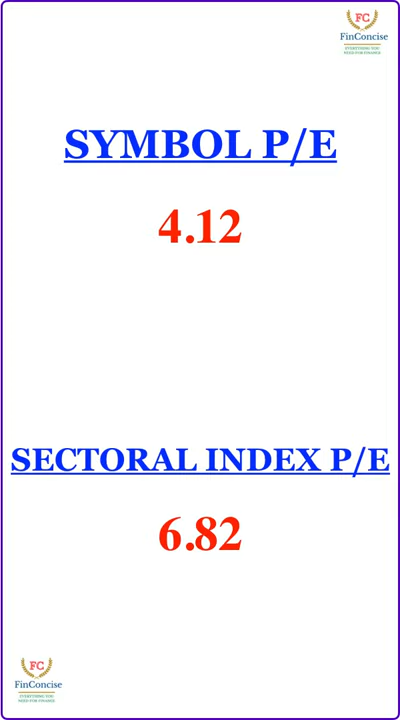 FC
FinConcise
EVERYTHING YOU
NEED FOR FINANCE
SYMBOL P/E
4.12
SECTORAL INDEX P/E
6.82
FC
FinConcise
EVERYTHING YOU
NEED FOR FINANCE